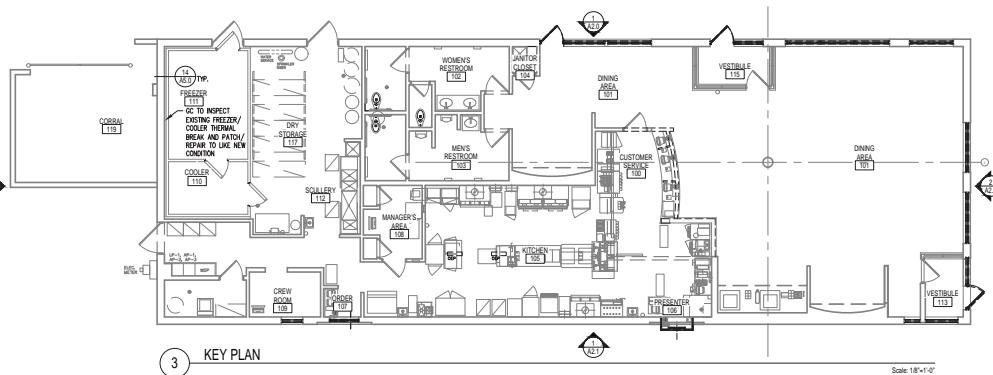 1
A2.0
14
A5.0
TYP.
FREEZER
111
GC TO INSPECT
EXISTING FREEZER/
COOLER THERMAL
BREAK AND PATCH/
REPAIR TO LIKE NEW
CONDITION
CORRAL
119
COOLER
110
WATER
SERVICE
SPRINKLER
RISER
DRY
STORAGE
117
SCULLERY
112
WOMEN'S
RESTROOM
102
MEN'S
RESTROOM
103
JANITOR
CLOSET
104
DINING
AREA
101
VESTIBULE
115
CUSTOMER
SERVICE
100
DINING
AREA
101
MANAGER'S
AREA
108
KITCHEN
105
ELEC.
METER
CREW
ROOM
109
ORDER
107
PRESENTER
106
VESTIBULE
113
1
A2.1
3
KEY PLAN
Scale: 1/8"=1'-0"